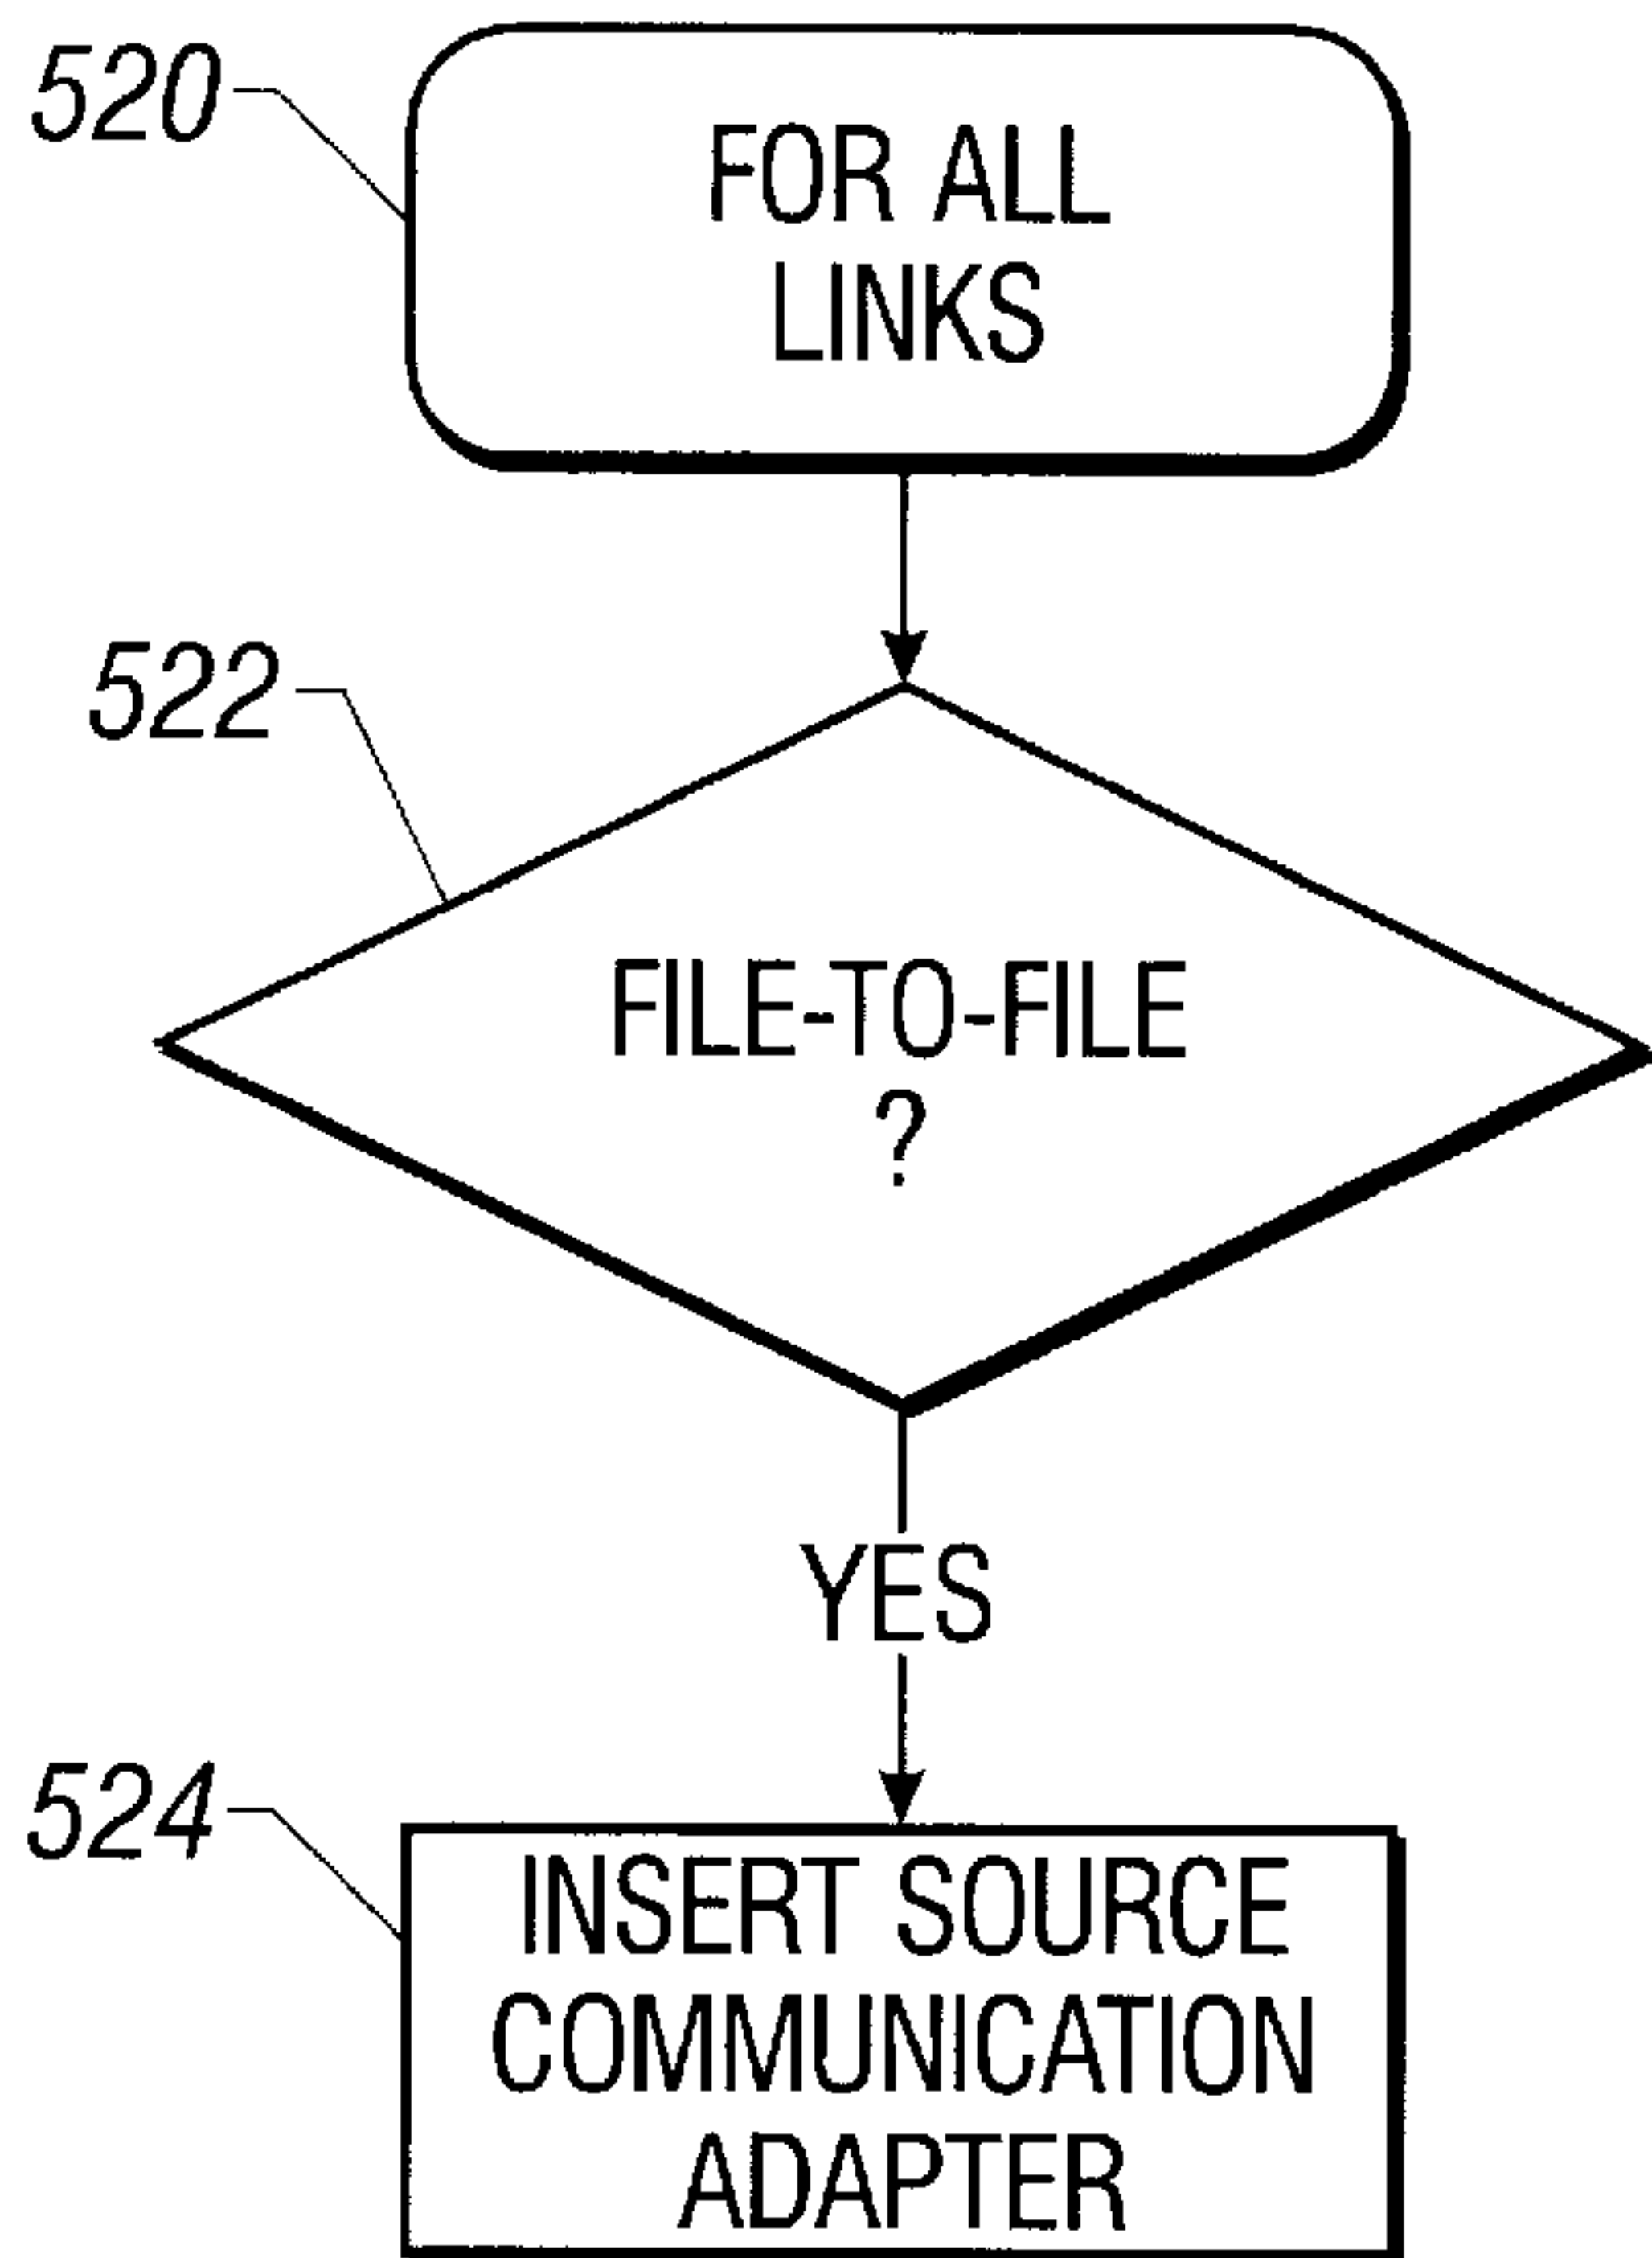 520
FOR ALL
LINKS
522
FILE-TO-FILE
?
YES
524
INSERT SOURCE
COMMUNICATION
ADAPTER